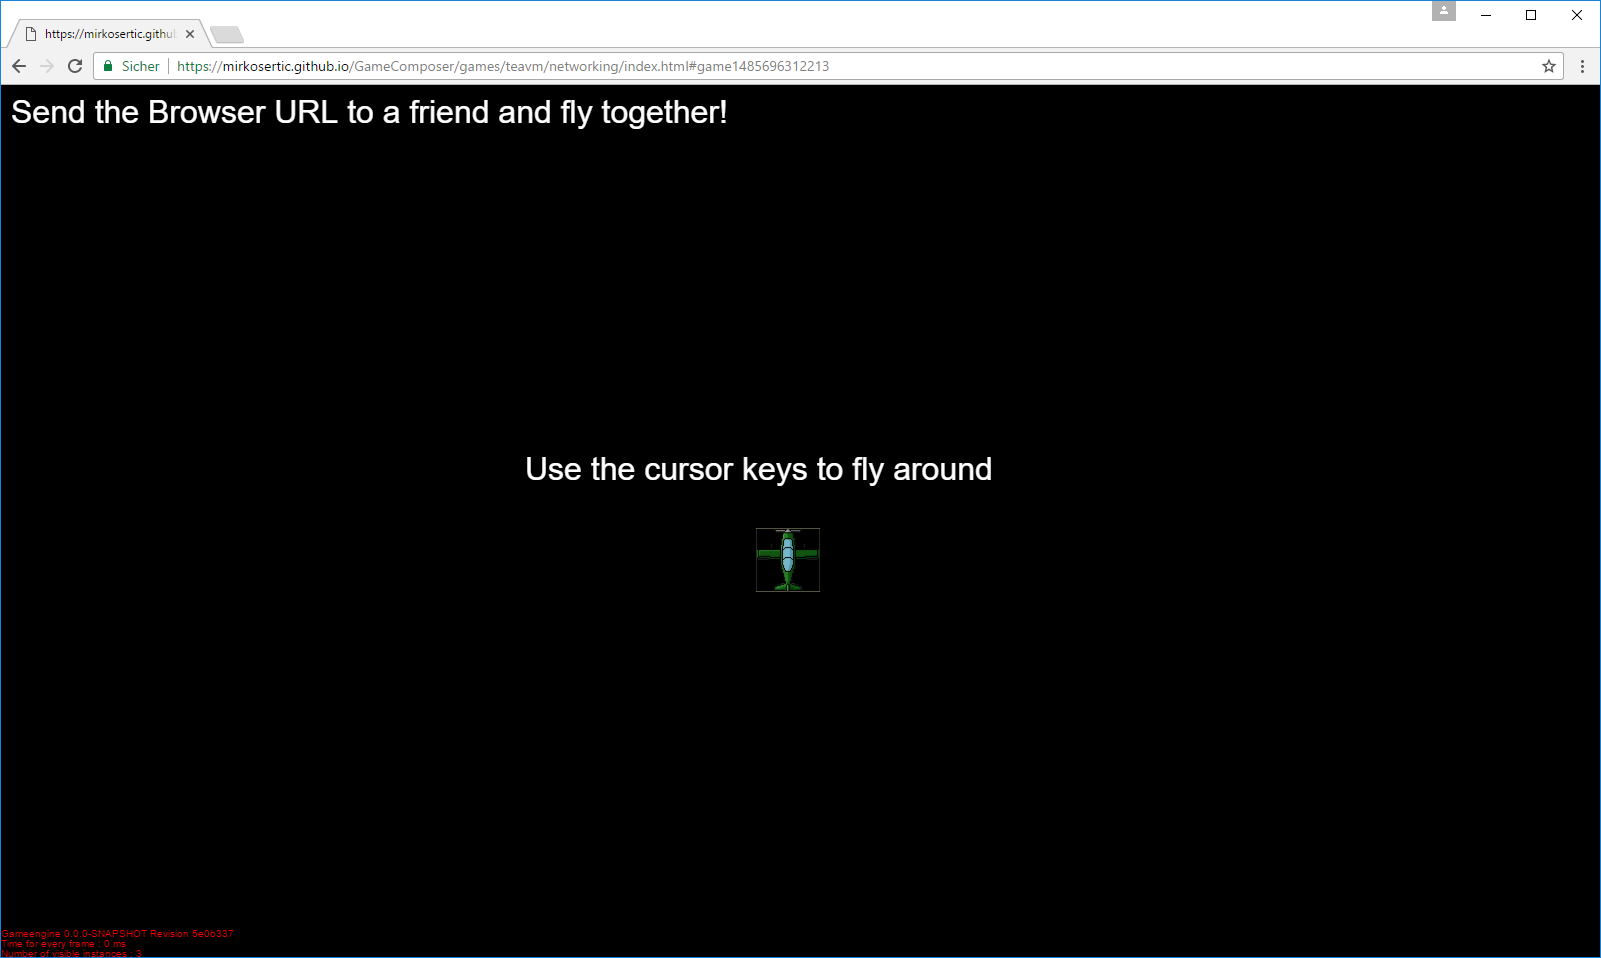 https://mirkosertic.githu
Sicher
https://mirkosertic.github.io/GameComposer/games/teavm/networking/index.html#game1485696312213
Send the Browser URL to a friend and fly together!
Use the cursor keys to fly around
Gameengine 0.0.0-SNAPSHOT Revision 5e0b337
Time for every frame : 0 ms
Number of visible instances : 3